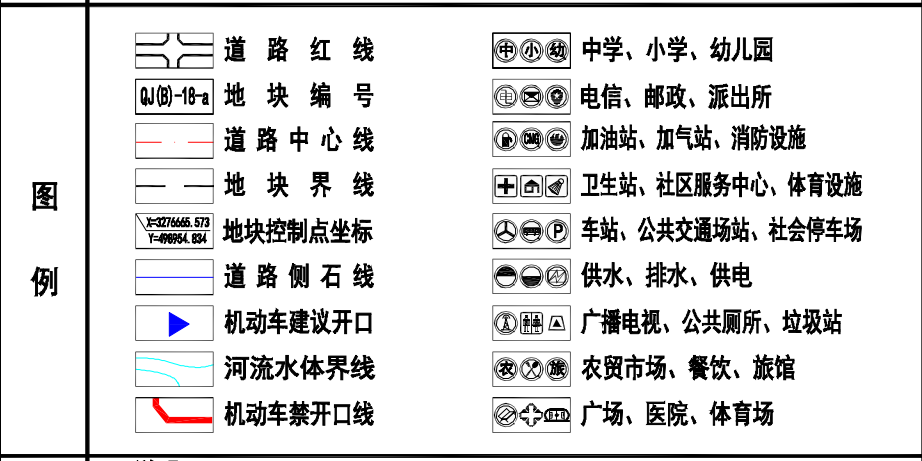 图例
道路红线
中 小 幼 中学、小学、幼儿园
QJ(B)-18-a 地块编号
电 电信、邮政、派出所
道路中心线
CNG 加油站、加气站、消防设施
地块界线
卫生站、社区服务中心、体育设施
X=3276665.573
Y=498954.834
地块控制点坐标
P 车站、公共交通场站、社会停车场
道路侧石线
供水、排水、供电
机动车建议开口
广播电视、公共厕所、垃圾站
河流水体界线
农 旅 农贸市场、餐饮、旅馆
机动车禁开口线
广场、医院、体育场